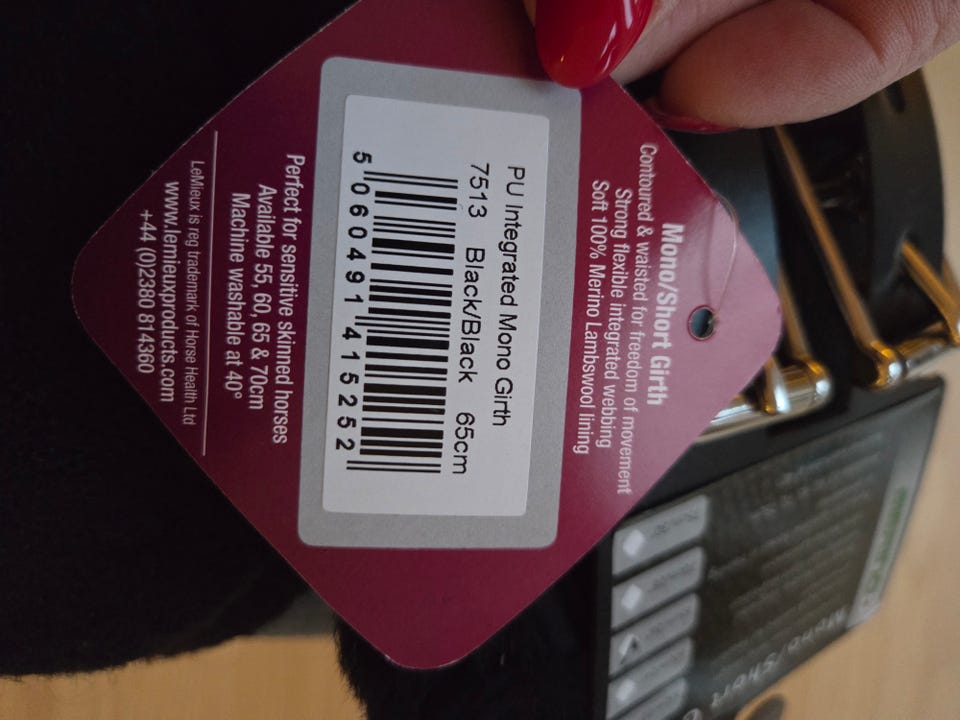 Mono/Short Girth
Contoured & waisted for freedom of movement
Strong flexible integrated webbing
Soft 100% Merino Lambswool lining
PU Integrated Mono Girth
7513 Black/Black 65cm
5 060491 415252
Perfect for sensitive skinned horses
Available 55, 60, 65 & 70cm
Machine washable at 40°
LeMieux is reg trademark of Horse Health Ltd
www.lemieuxproducts.com
+44 (0)2380 814360
Mono/Short